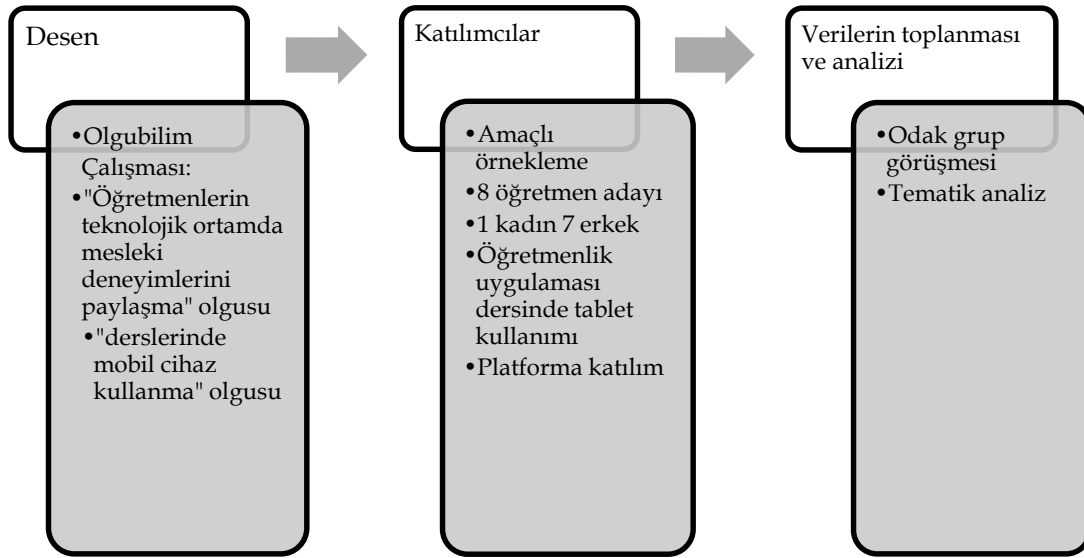 Desen
•Olgubilim
Çalışması:
•"Öğretmenlerin
teknolojik ortamda
mesleki
deneyimlerini
paylaşma" olgusu
•"derslerinde
mobil cihaz
kullanma" olgusu
Katılımcılar
•Amaçlı
örnekleme
•8 öğretmen adayı
•1 kadın 7 erkek
•Öğretmenlik
uygulaması
dersinde tablet
kullanımı
•Platforma katılım
Verilerin toplanması
ve analizi
•Odak grup
görüşmesi
•Tematik analiz